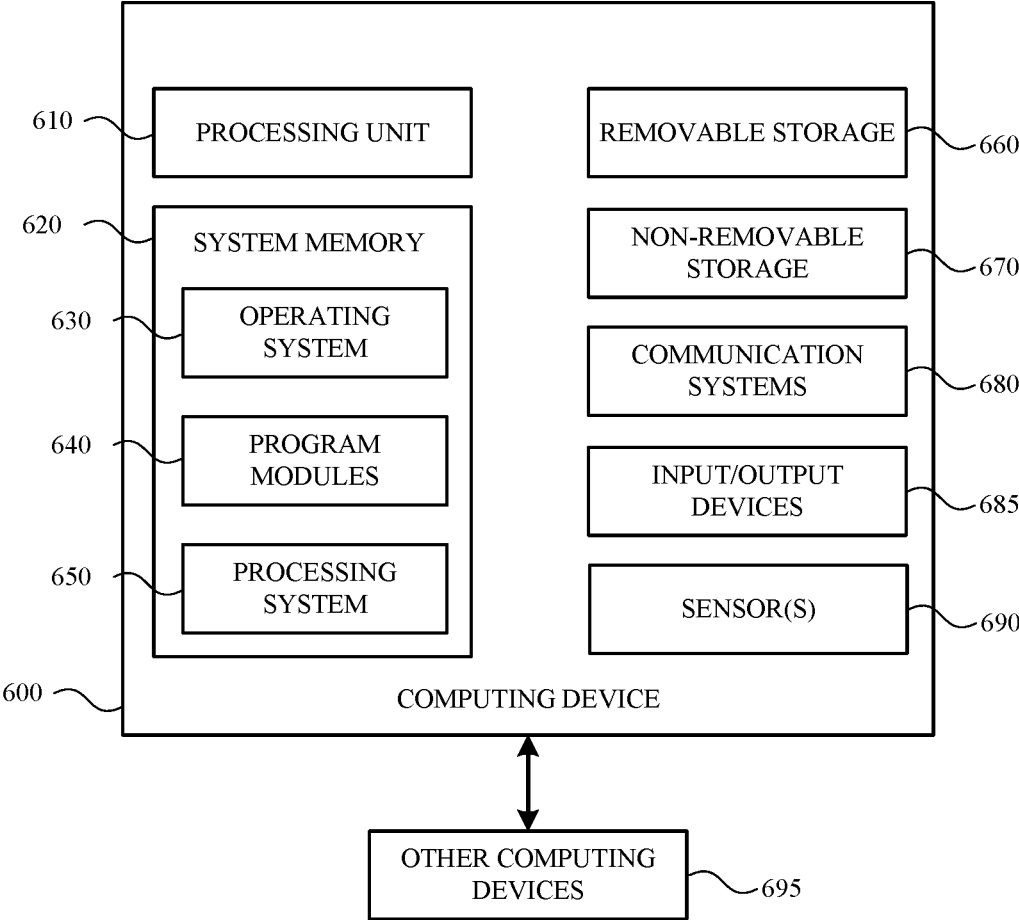 610
PROCESSING UNIT
620
SYSTEM MEMORY
630
OPERATING
SYSTEM
640
PROGRAM
MODULES
650
PROCESSING
SYSTEM
REMOVABLE STORAGE
660
NON-REMOVABLE
STORAGE
670
COMMUNICATION
SYSTEMS
680
INPUT/OUTPUT
DEVICES
685
SENSOR(S)
690
600
COMPUTING DEVICE
OTHER COMPUTING
DEVICES
695